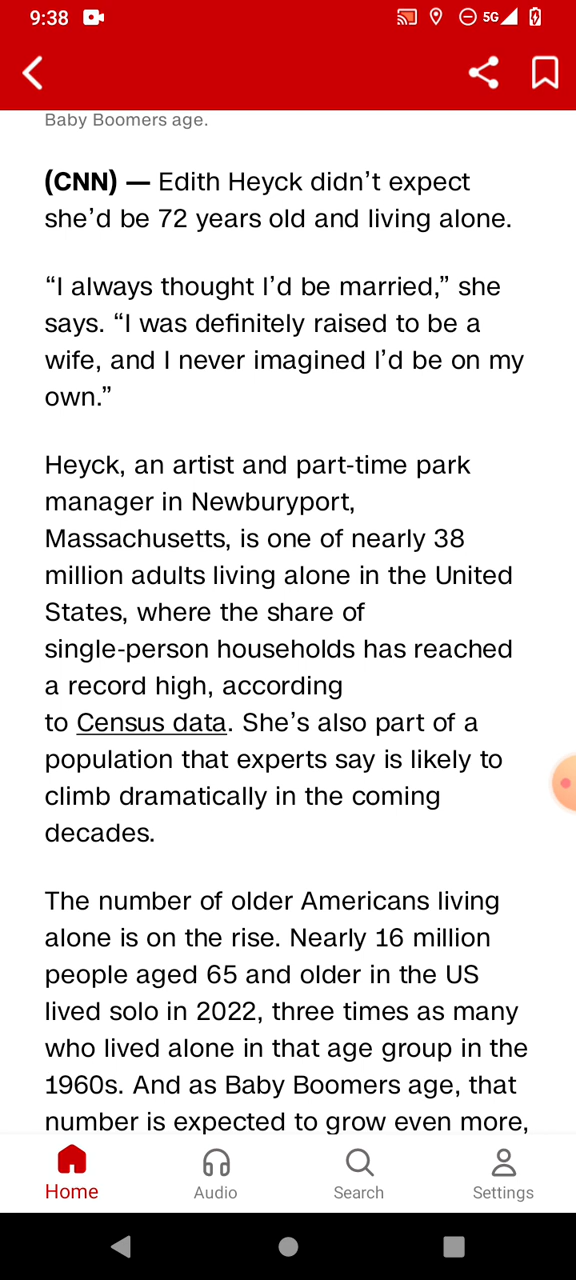 9:38
5G
Baby Boomers age.
(CNN) — Edith Heyck didn’t expect
she’d be 72 years old and living alone.
“I always thought I’d be married,” she
says. “I was definitely raised to be a
wife, and I never imagined I’d be on my
own.”
Heyck, an artist and part-time park
manager in Newburyport,
Massachusetts, is one of nearly 38
million adults living alone in the United
States, where the share of
single-person households has reached
a record high, according
to Census data. She’s also part of a
population that experts say is likely to
climb dramatically in the coming
decades.
The number of older Americans living
alone is on the rise. Nearly 16 million
people aged 65 and older in the US
lived solo in 2022, three times as many
who lived alone in that age group in the
1960s. And as Baby Boomers age, that
number is expected to grow even more,
Home
Audio
Search
Settings